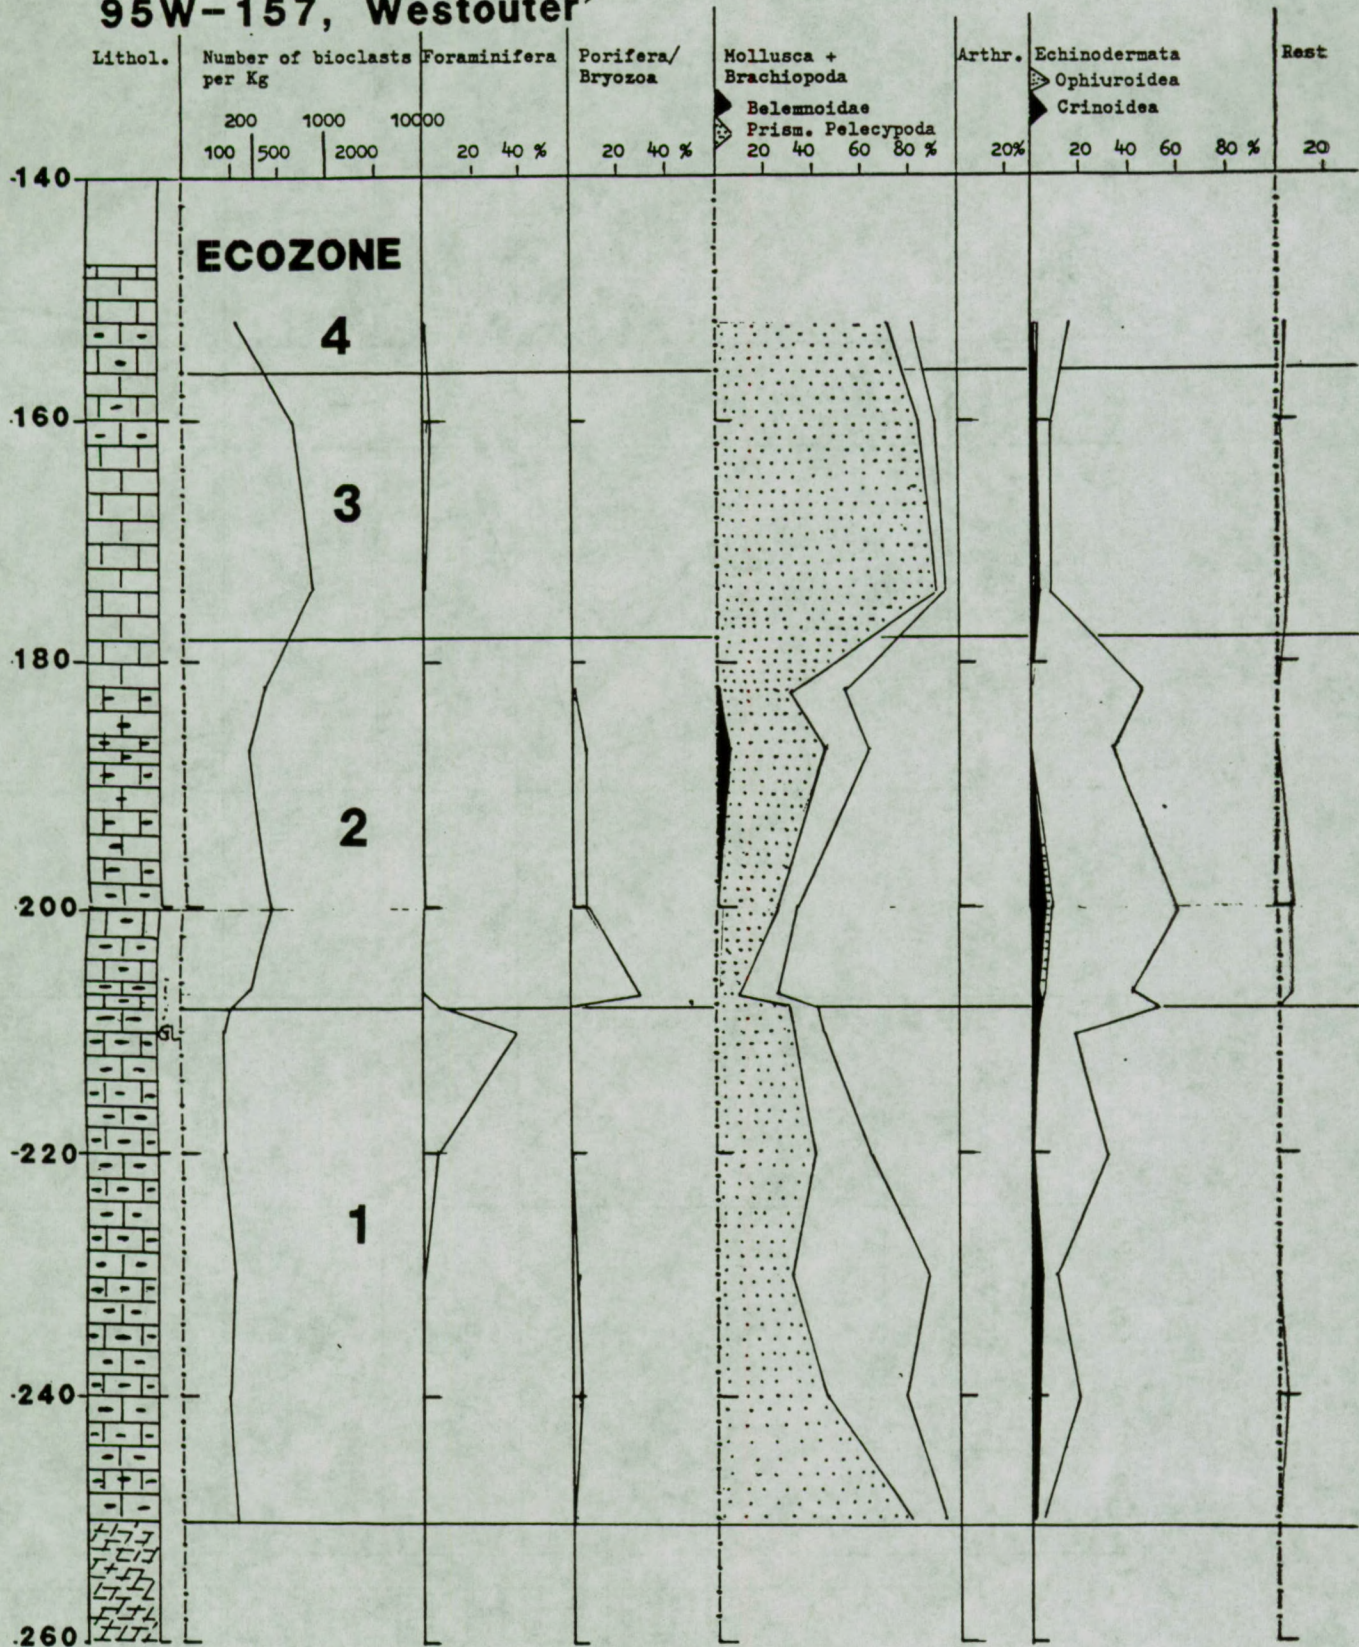 95W-157, Westouter
Lithol.
Number of bioclasts
per Kg
Foraminifera
Porifera/
Bryozoa
Mollusca +
Brachiopoda
Belemnoidae
Prism. Pelecypoda
Arthr.
Echinodermata
Ophiuroidea
Crinoidea
Rest
200 1000 10000
100 500 2000
20 40 %
20 40 %
20 40 60 80 %
20%
20 40 60 80 %
20
-140
ECOZONE
4
160
3
180
2
200
GL
-220
1
240
260